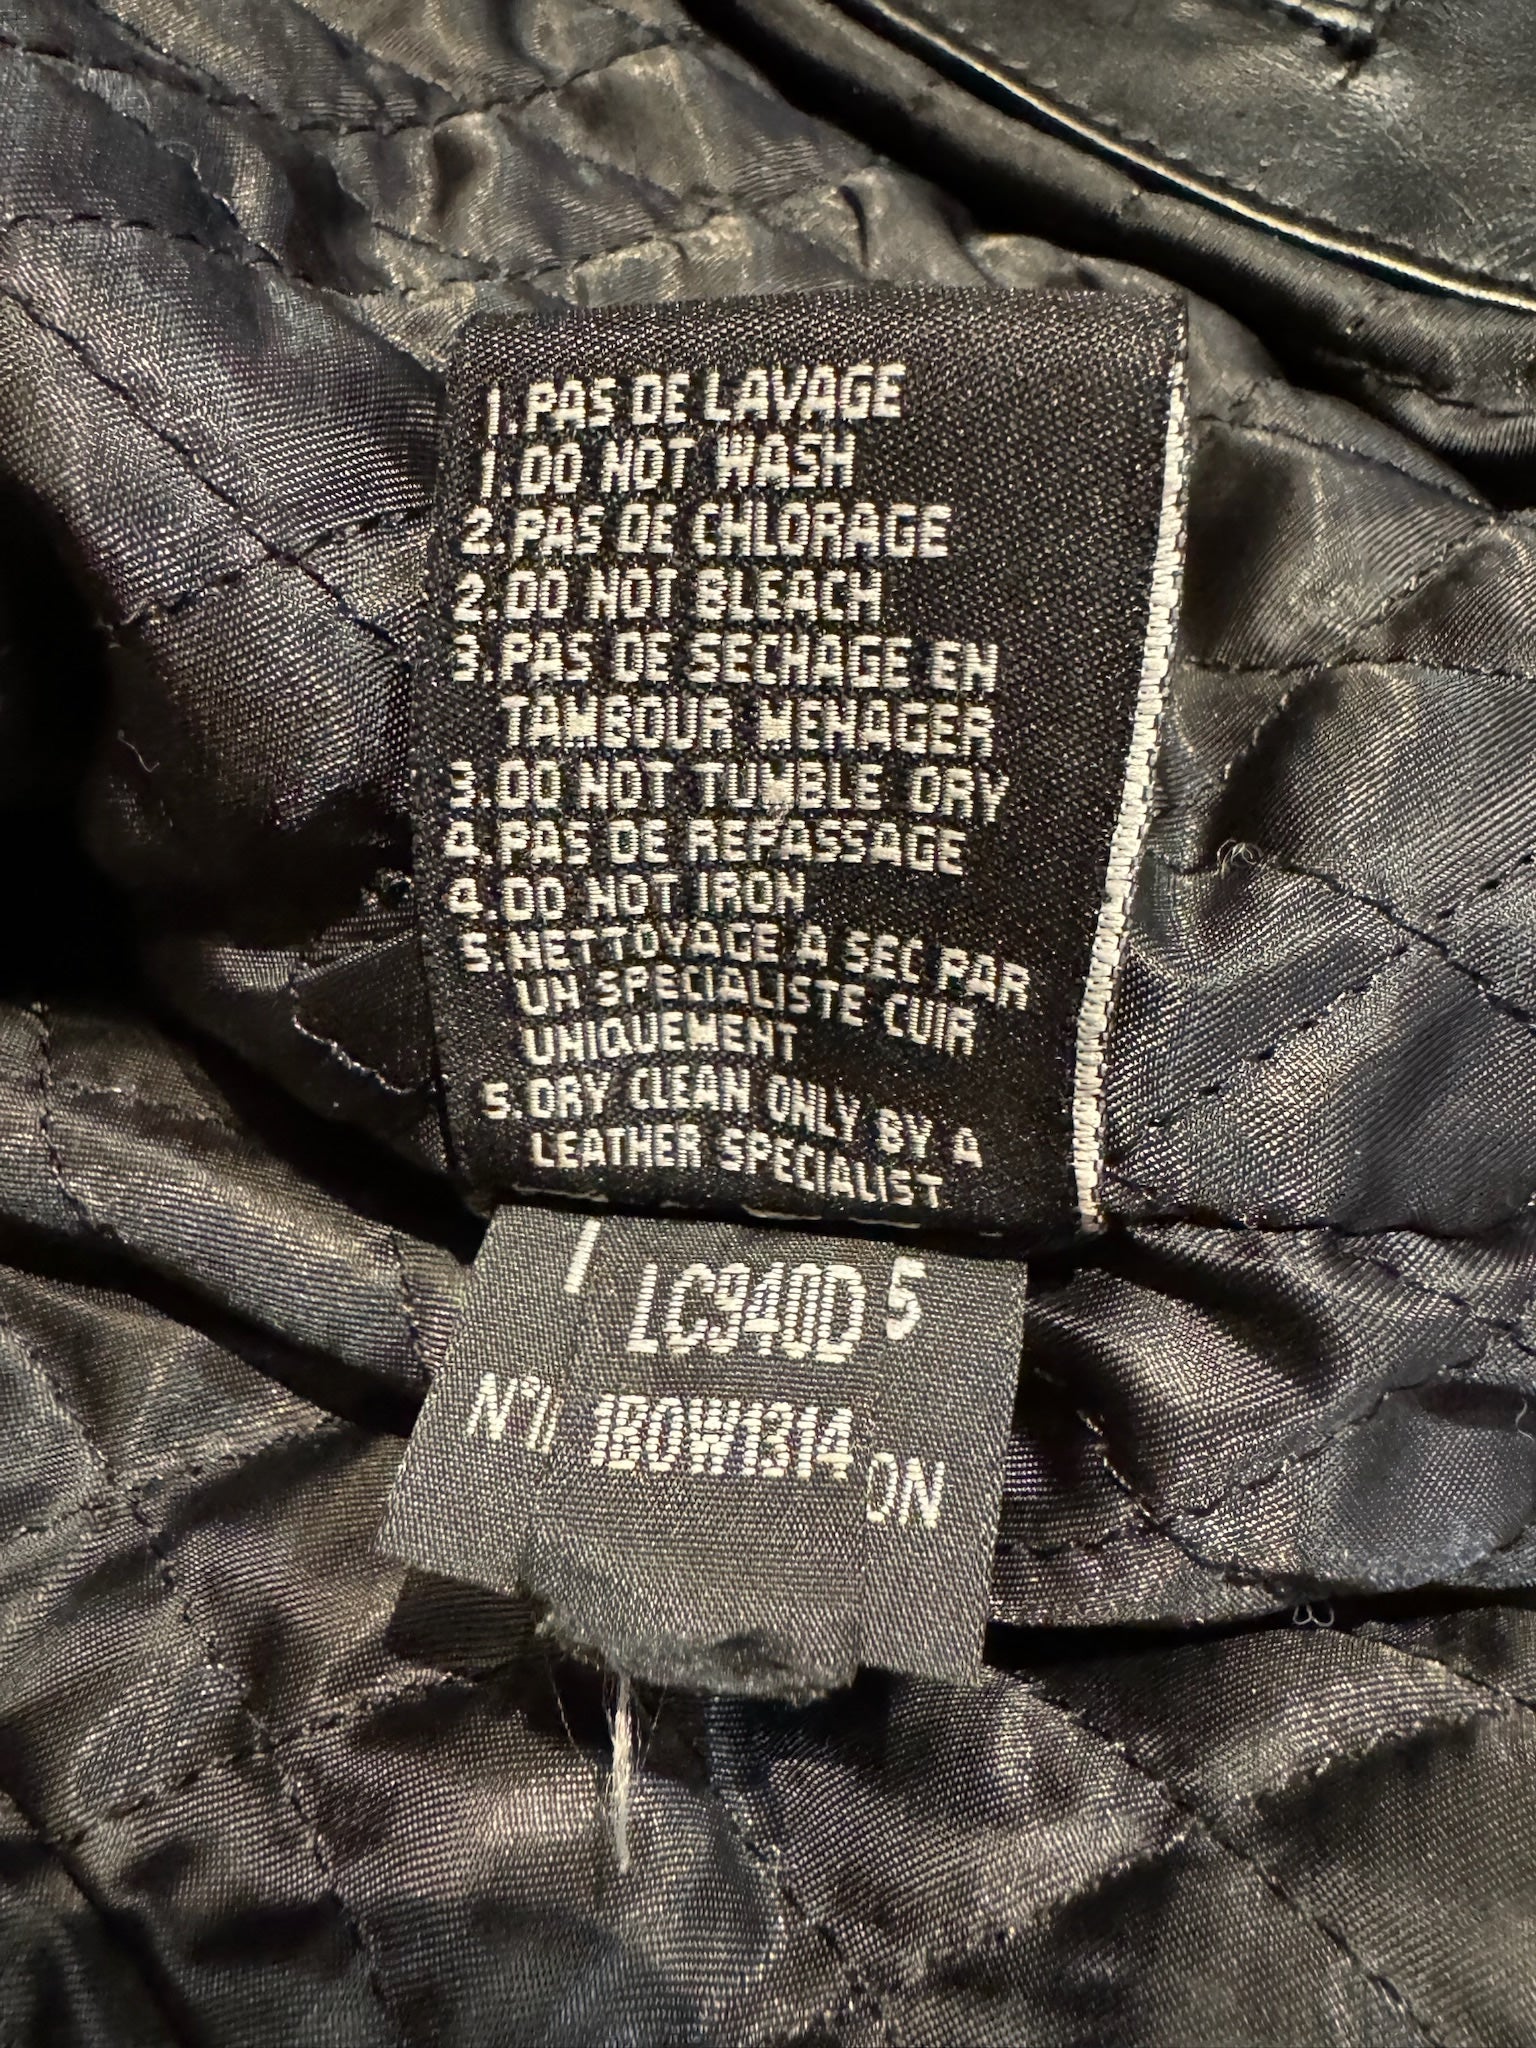 1. PAS DE LAVAGE
1. DO NOT WASH
2. PAS DE CHLORAGE
2. DO NOT BLEACH
3. PAS DE SECHAGE EN
TAMBOUR MENAGER
3. DO NOT TUMBLE DRY
4. PAS DE REPASSAGE
4. DO NOT IRON
5. NETTOYAGE A SEC PAR
UN SPECIALISTE CUIR
UNIQUEMENT
5. DRY CLEAN ONLY BY A
LEATHER SPECIALIST
LC940D 5
1BOW1314 ON